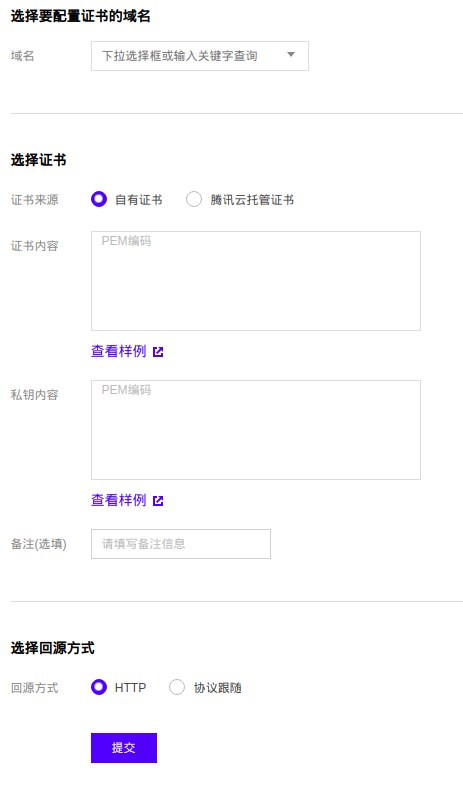 选择要配置证书的域名
域名 下拉选择框或输入关键字查询
选择证书
证书来源 自有证书 腾讯云托管证书
证书内容 PEM编码
查看样例
私钥内容 PEM编码
查看样例
备注(选填) 请填写备注信息
选择回源方式
回源方式 HTTP 协议跟随
提交